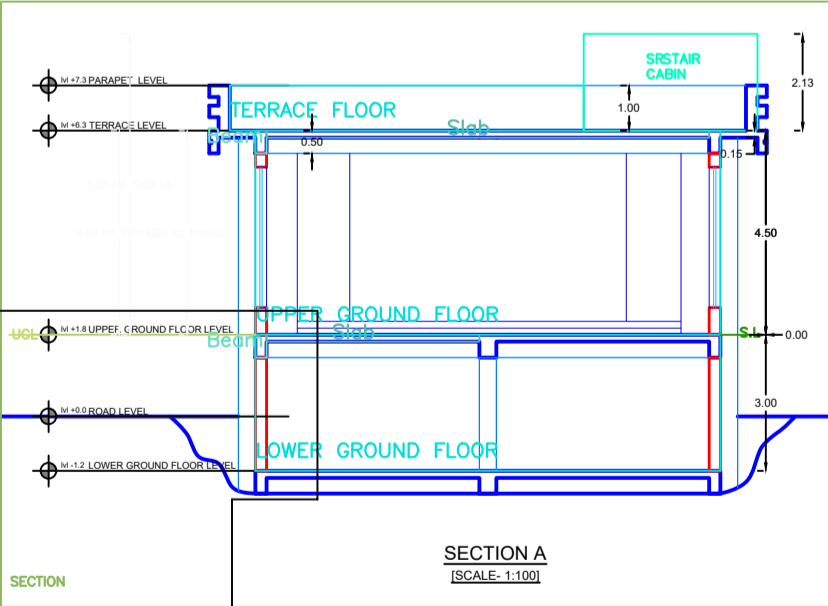 SRSTAIR
CABIN
2.13
lvl +7.3 PARAPET LEVEL
TERRACE FLOOR
1.00
lvl +6.3 TERRACE LEVEL
Beam
Slab
0.50
0.15
4.50
UPPER GROUND FLOOR
UGL
lvl +1.8 UPPER GROUND FLOOR LEVEL
Beam
Slab
S.L
0.00
3.00
lvl +0.0 ROAD LEVEL
LOWER GROUND FLOOR
lvl -1.2 LOWER GROUND FLOOR LEVEL
SECTION A
[SCALE- 1:100]
SECTION